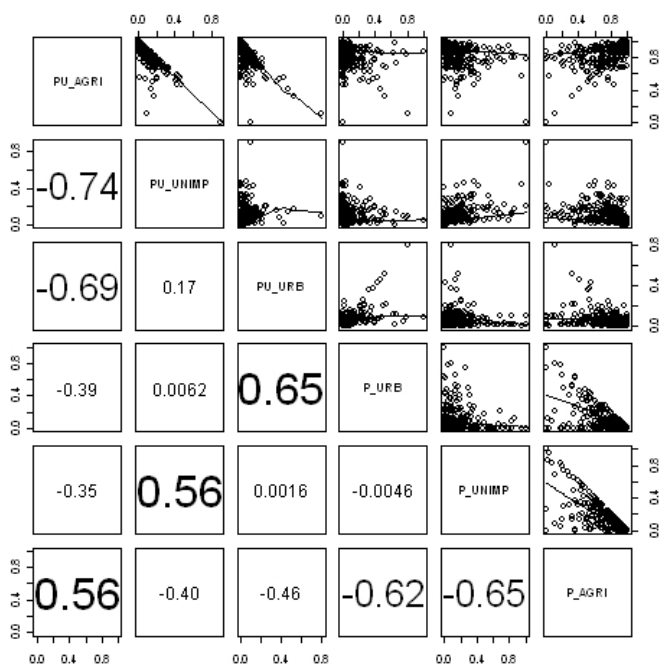 0.0 0.4 0.8 0.0 0.4 0.8 0.0 0.4 0.8
PU_AGRI 0.0 0.4 0.8
0.0 0.4 0.8 -0.74 PU_UNIMP
-0.69 0.17 PU_URB 0.0 0.4 0.8
0.0 0.4 0.8 -0.39 0.0062 0.65 P_URB
-0.35 0.56 0.0016 -0.0046 P_UNIMP 0.0 0.4 0.8
0.0 0.4 0.8 0.56 -0.40 -0.46 -0.62 -0.65 P_AGRI
0.0 0.4 0.8 0.0 0.4 0.8 0.0 0.4 0.8